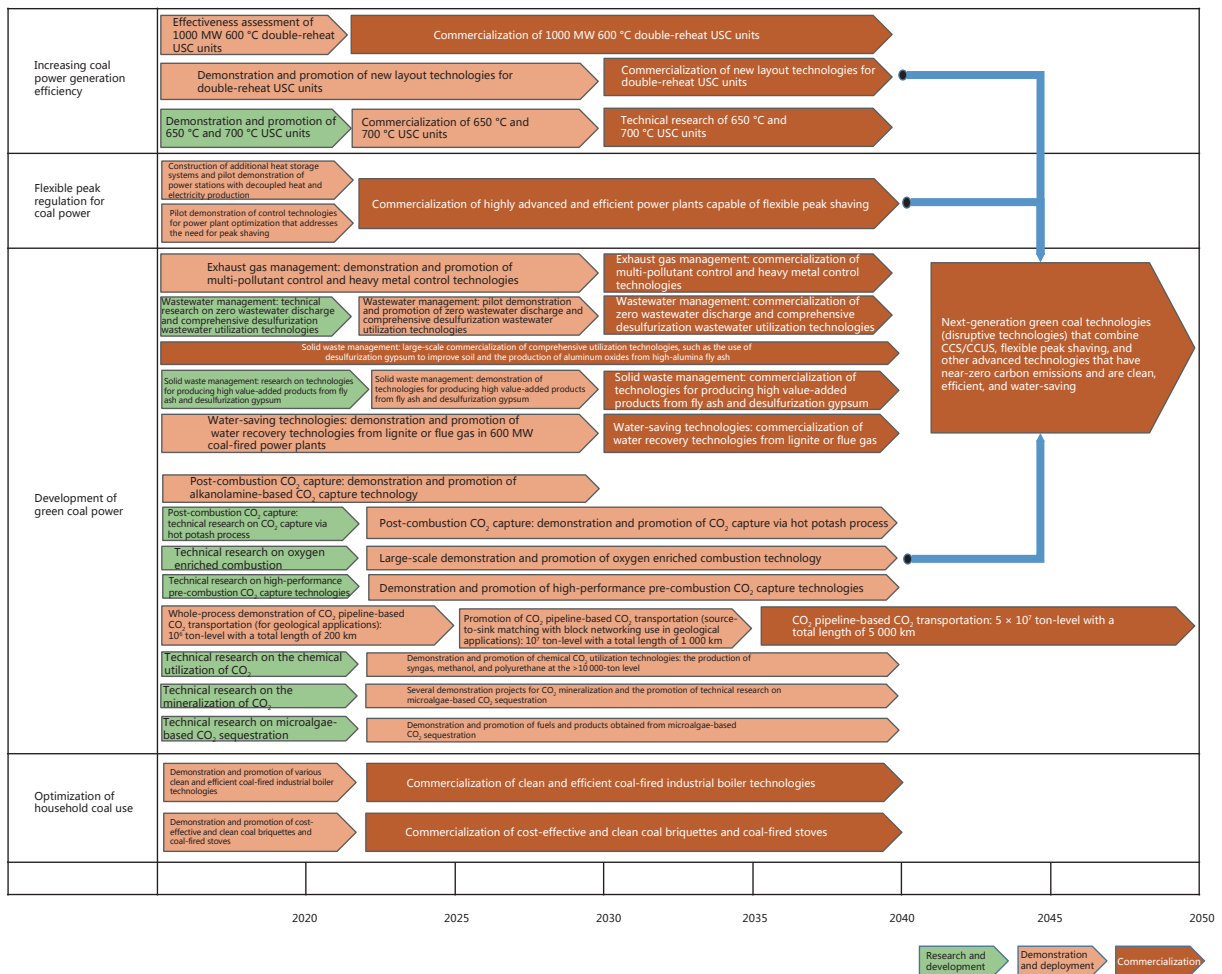 Increasing coal
power generation
efficiency
Effectiveness assessment of
1000 MW 600 °C double-reheat
USC units
Commercialization of 1000 MW 600 °C double-reheat USC units
Demonstration and promotion of new layout technologies for
double-reheat USC units
Commercialization of new layout technologies for
double-reheat USC units
Demonstration and promotion of
650 °C and 700 °C USC units
Commercialization of 650 °C and
700 °C USC units
Technical research of 650 °C and
700 °C USC units
Flexible peak
regulation for
coal power
Construction of additional heat storage
systems and pilot demonstration of
power stations with decoupled heat and
electricity production
Pilot demonstration of control technologies
for power plant optimization that addresses
the need for peak shaving
Commercialization of highly advanced and efficient power plants capable of flexible peak shaving
Development of
green coal power
Exhaust gas management: demonstration and promotion of
multi-pollutant control and heavy metal control technologies
Exhaust gas management: commercialization of
multi-pollutant control and heavy metal control
technologies
Wastewater management: technical
research on zero wastewater discharge
and comprehensive desulfurization
wastewater utilization technologies
Wastewater management: pilot demonstration
and promotion of zero wastewater discharge and
comprehensive desulfurization wastewater
utilization technologies
Wastewater management: commercialization of
zero wastewater discharge and comprehensive
desulfurization wastewater utilization technologies
Solid waste management: large-scale commercialization of comprehensive utilization technologies, such as the use of
desulfurization gypsum to improve soil and the production of aluminum oxides from high-alumina fly ash
Solid waste management: research on technologies
for producing high value-added products from fly
ash and desulfurization gypsum
Solid waste management: demonstration of
technologies for producing high value-added products
from fly ash and desulfurization gypsum
Solid waste management: commercialization of
technologies for producing high value-added
products from fly ash and desulfurization gypsum
Water-saving technologies: demonstration and promotion of
water recovery technologies from lignite or flue gas in 600 MW
coal-fired power plants
Water-saving technologies: commercialization of
water recovery technologies from lignite or flue gas
Next-generation green coal technologies
(disruptive technologies) that combine
CCS/CCUS, flexible peak shaving, and
other advanced technologies that have
near-zero carbon emissions and are clean,
efficient, and water-saving
Post-combustion CO₂ capture: demonstration and promotion of
alkanolamine-based CO₂ capture technology
Post-combustion CO₂ capture:
technical research on CO₂ capture via
hot potash process
Post-combustion CO₂ capture: demonstration and promotion of CO₂ capture via hot potash process
Technical research on oxygen
enriched combustion
Large-scale demonstration and promotion of oxygen enriched combustion technology
Technical research on high-performance
pre-combustion CO₂ capture technologies
Demonstration and promotion of high-performance pre-combustion CO₂ capture technologies
Whole-process demonstration of CO₂ pipeline-based
CO₂ transportation (for geological applications):
10⁶ ton-level with a total length of 200 km
Promotion of CO₂ pipeline-based CO₂ transportation (source-
to-sink matching with block networking use in geological
applications): 10⁷ ton-level with a total length of 1 000 km
CO₂ pipeline-based CO₂ transportation: 5 × 10⁷ ton-level with a
total length of 5 000 km
Technical research on the chemical
utilization of CO₂
Demonstration and promotion of chemical CO₂ utilization technologies: the production of
syngas, methanol, and polyurethane at the >10 000-ton level
Technical research on the
mineralization of CO₂
Several demonstration projects for CO₂ mineralization and the promotion of technical research on
microalgae-based CO₂ sequestration
Technical research on microalgae-
based CO₂ sequestration
Demonstration and promotion of fuels and products obtained from microalgae-based
CO₂ sequestration
Optimization of
household coal use
Demonstration and promotion of various
clean and efficient coal-fired industrial boiler
technologies
Commercialization of clean and efficient coal-fired industrial boiler technologies
Demonstration and promotion of cost-
effective and clean coal briquettes and
coal-fired stoves
Commercialization of cost-effective and clean coal briquettes and coal-fired stoves
2020 2025 2030 2035 2040 2045 2050
Research and
development
Demonstration
and deployment
Commercialization